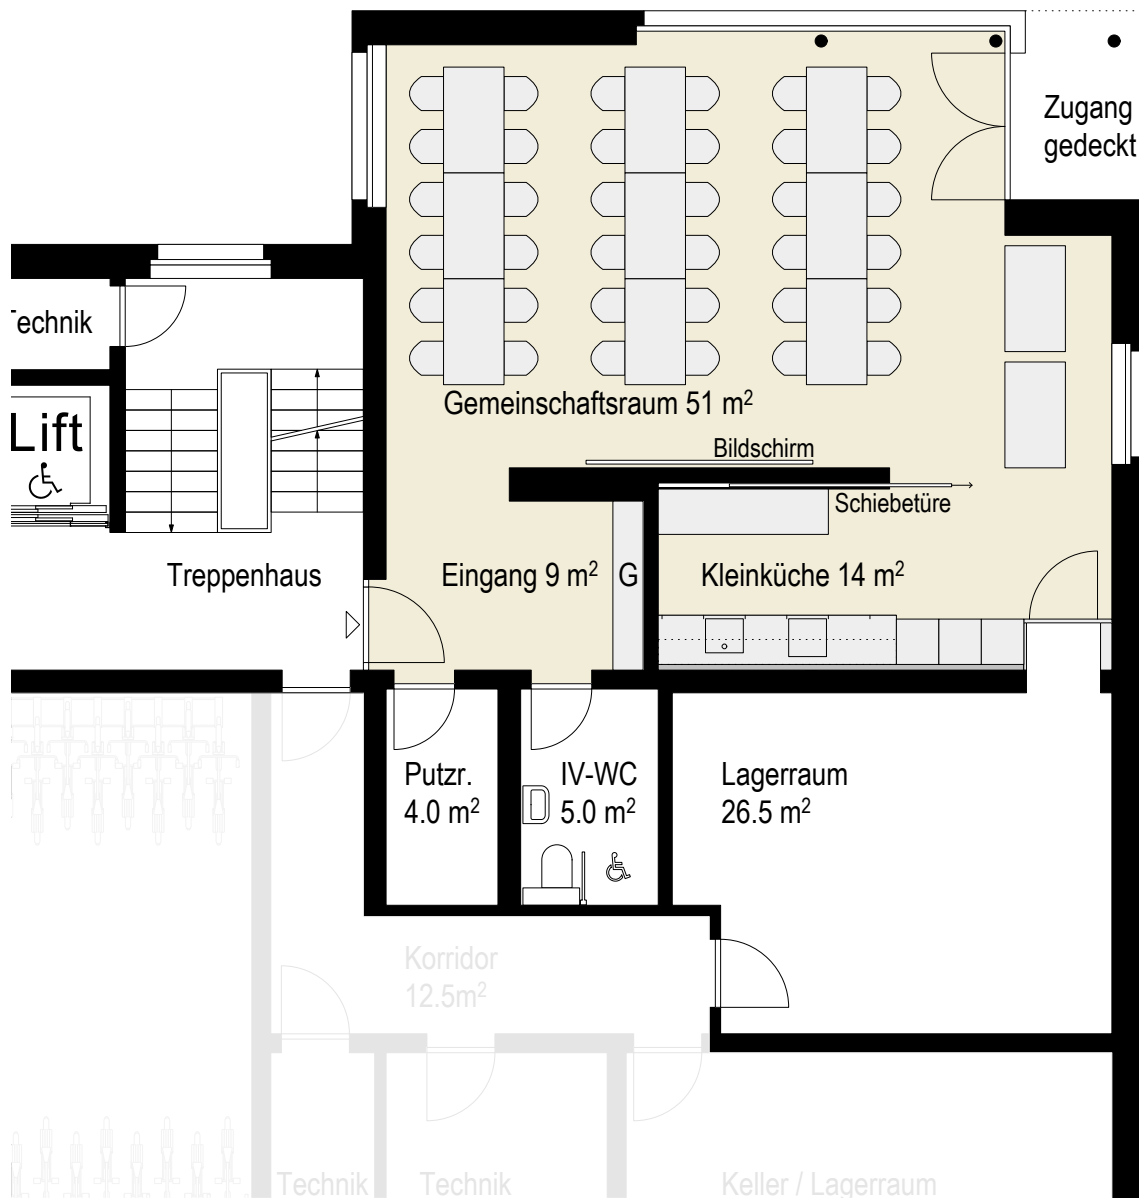 Zugang
gedeckt
Technik
Gemeinschaftsraum 51 m²
Lift
Bildschirm
Schiebetüre
Treppenhaus
Eingang 9 m²
G
Kleinküche 14 m²
Putzr.
4.0 m²
IV-WC
5.0 m²
Lagerraum
26.5 m²
Korridor
12.5m²
Technik
Technik
Keller / Lagerraum